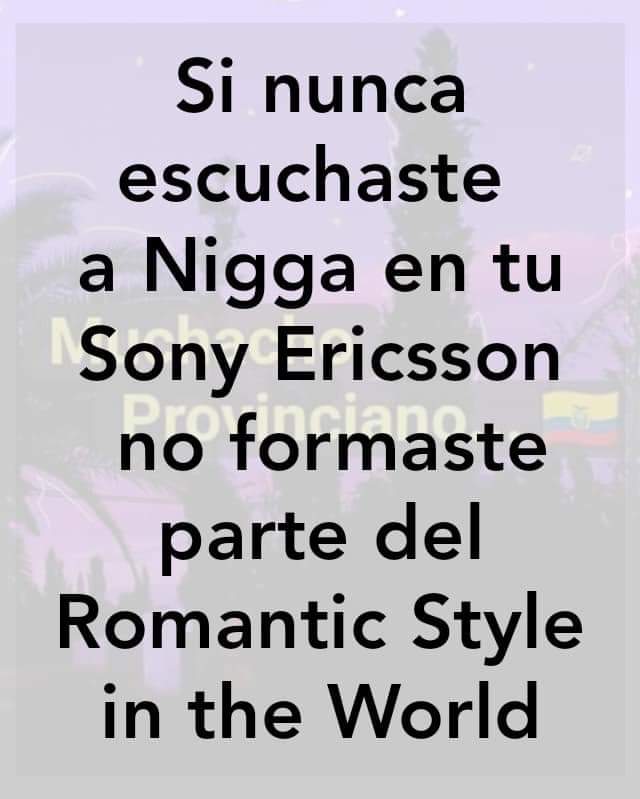 Si nunca
escuchaste
a Nigga en tu
Sony Ericsson
no formaste
parte del
Romantic Style
in the World
Muchacho
Provinciano...